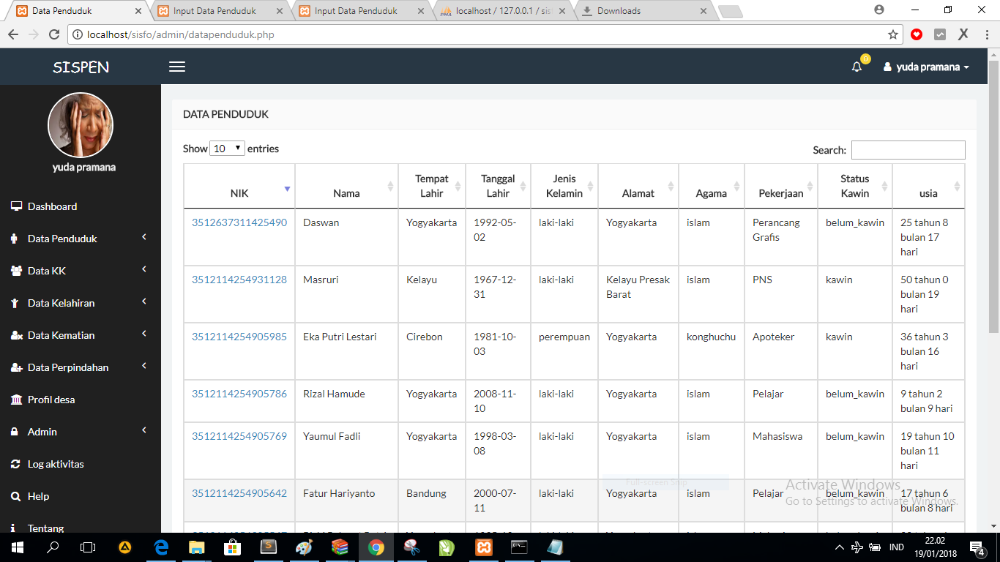 Data Penduduk
Input Data Penduduk
Input Data Penduduk
PMA
localhost / 127.0.0.1 / sis
Downloads
localhost/sisfo/admin/datapenduduk.php
SISPEN
0
yuda pramana
yuda pramana
Dashboard
Data Penduduk
Data KK
Data Kelahiran
Data Kematian
Data Perpindahan
Profil desa
Admin
Log aktivitas
Help
Tentang
DATA PENDUDUK
Show 10 entries
Search:
NIK Nama Tempat Lahir Tanggal Lahir Jenis Kelamin Alamat Agama Pekerjaan Status Kawin usia
3512637311425490 Daswan Yogyakarta 1992-05-02 laki-laki Yogyakarta islam Perancang Grafis belum_kawin 25 tahun 8 bulan 17 hari
3512114254931128 Masruri Kelayu 1967-12-31 laki-laki Kelayu Presak Barat islam PNS kawin 50 tahun 0 bulan 19 hari
3512114254905985 Eka Putri Lestari Cirebon 1981-10-03 perempuan Yogyakarta konghuchu Apoteker kawin 36 tahun 3 bulan 16 hari
3512114254905786 Rizal Hamude Yogyakarta 2008-11-10 laki-laki Yogyakarta islam Pelajar belum_kawin 9 tahun 2 bulan 9 hari
3512114254905769 Yaumul Fadli Yogyakarta 1998-03-08 laki-laki Yogyakarta islam Mahasiswa belum_kawin 19 tahun 10 bulan 11 hari
3512114254905642 Fatur Hariyanto Bandung 2000-07-11 laki-laki Yogyakarta islam Pelajar belum_kawin 17 tahun 6 bulan 8 hari
Full-screen Snip
Activate Windows
Go to Settings to activate Windows.
IND
22.02
19/01/2018
4